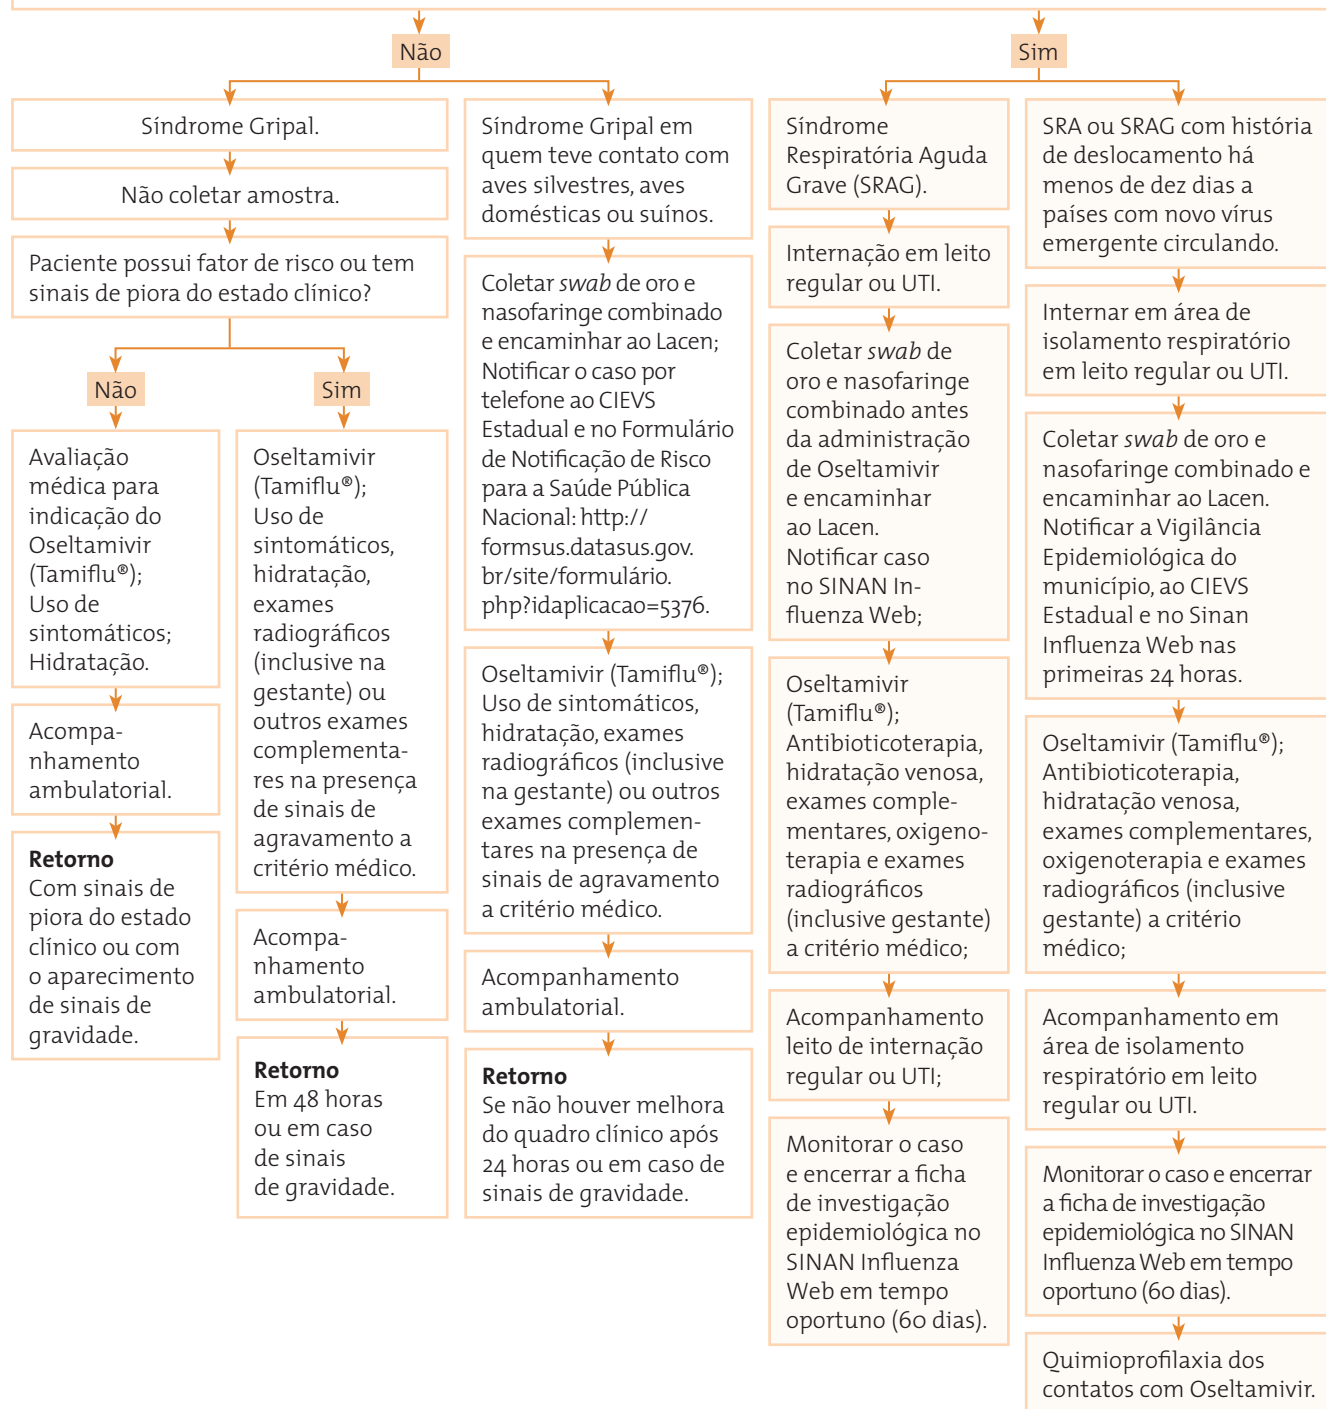 Não
Sim
Síndrome Gripal.
Não coletar amostra.
Paciente possui fator de risco ou tem
sinais de piora do estado clínico?
Não
Avaliação
médica para
indicação do
Oseltamivir
(Tamiflu®);
Uso de
sintomáticos;
Hidratação.
Acompa-
nhamento
ambulatorial.
Retorno
Com sinais de
piora do estado
clínico ou com
o aparecimento
de sinais de
gravidade.
Sim
Oseltamivir
(Tamiflu®);
Uso de
sintomáticos,
hidratação,
exames
radiográficos
(inclusive na
gestante) ou
outros exames
complementa-
res na presença
de sinais de
agravamento a
critério médico.
Acompa-
nhamento
ambulatorial.
Retorno
Em 48 horas
ou em caso
de sinais
de gravidade.
Síndrome Gripal em
quem teve contato com
aves silvestres, aves
domésticas ou suínos.
Coletar swab de oro e
nasofaringe combinado
e encaminhar ao Lacen;
Notificar o caso por
telefone ao CIEVS
Estadual e no Formulário
de Notificação de Risco
para a Saúde Pública
Nacional: http://
formsus.datasus.gov.
br/site/formulário.
php?idaplicacao=5376.
Oseltamivir (Tamiflu®);
Uso de sintomáticos,
hidratação, exames
radiográficos (inclusive
na gestante) ou outros
exames complemen-
tares na presença de
sinais de agravamento
a critério médico.
Acompanhamento
ambulatorial.
Retorno
Se não houver melhora
do quadro clínico após
24 horas ou em caso de
sinais de gravidade.
Síndrome
Respiratória Aguda
Grave (SRAG).
Internação em leito
regular ou UTI.
Coletar swab de
oro e nasofaringe
combinado antes
da administração
de Oseltamivir
e encaminhar
ao Lacen.
Notificar caso
no SINAN In-
fluenza Web;
Oseltamivir
(Tamiflu®);
Antibioticoterapia,
hidratação venosa,
exames comple-
mentares, oxigeno-
terapia e exames
radiográficos
(inclusive gestante)
a critério médico;
Acompanhamento
leito de internação
regular ou UTI;
Monitorar o caso
e encerrar a ficha
de investigação
epidemiológica no
SINAN Influenza
Web em tempo
oportuno (60 dias).
SRA ou SRAG com história
de deslocamento há
menos de dez dias a
países com novo vírus
emergente circulando.
Internar em área de
isolamento respiratório
em leito regular ou UTI.
Coletar swab de oro e
nasofaringe combinado e
encaminhar ao Lacen.
Notificar a Vigilância
Epidemiológica do
município, ao CIEVS
Estadual e no Sinan
Influenza Web nas
primeiras 24 horas.
Oseltamivir (Tamiflu®);
Antibioticoterapia,
hidratação venosa,
exames complementares,
oxigenoterapia e exames
radiográficos (inclusive
gestante) a critério
médico;
Acompanhamento em
área de isolamento
respiratório em leito
regular ou UTI.
Monitorar o caso e encerrar
a ficha de investigação
epidemiológica no SINAN
Influenza Web em tempo
oportuno (60 dias).
Quimioprofilaxia dos
contatos com Oseltamivir.